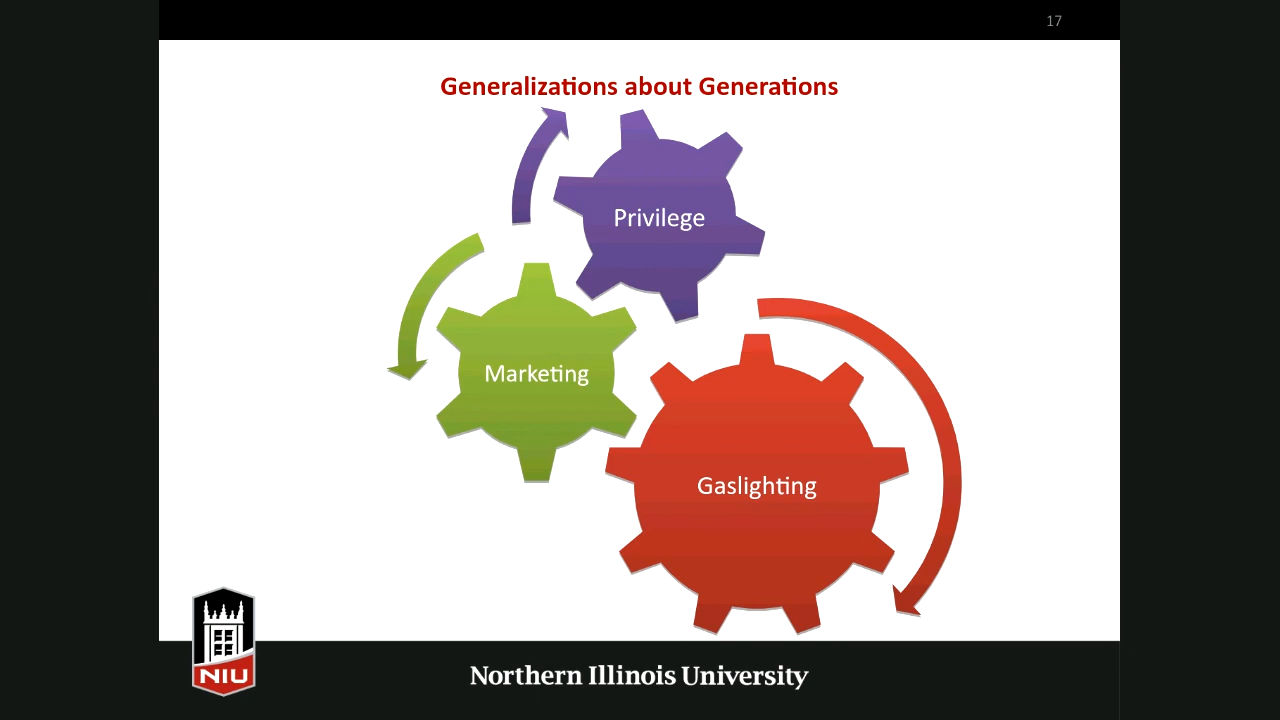 17
Generalizations about Generations
Privilege
Marketing
Gaslighting
NIU
Northern Illinois University